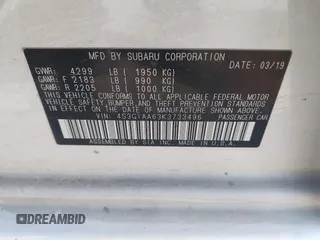 MFD BY SUBARU CORPORATION
DATE: 03/19
GVWR: 4299 LB ( 1950 KG)
GAWR: F 2183 LB ( 990 KG)
GAWR: R 2205 LB ( 1000 KG)
THIS VEHICLE CONFORMS TO ALL APPLICABLE FEDERAL MOTOR VEHICLE
SAFETY, BUMPER, AND THEFT PREVENTION STANDARDS IN EFFECT ON THE
DATE OF MANUFACTURE SHOWN ABOVE.
VIN: 4S3GTAA63K3733496
PASSENGER CAR
ASSEMBLED BY SIA INC. IN U.S.A.
DREAMBID